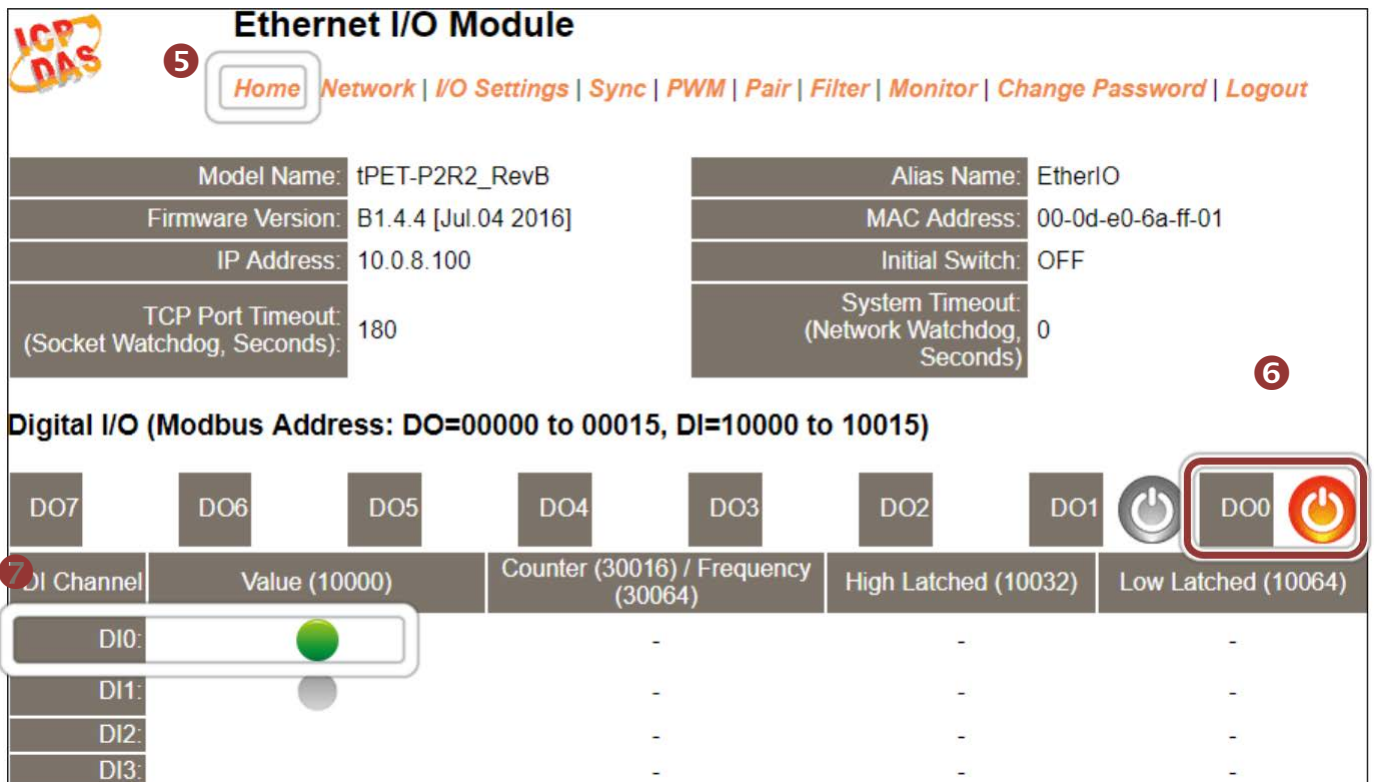 ICP DAS
Ethernet I/O Module
5
Home Network | I/O Settings | Sync | PWM | Pair | Filter | Monitor | Change Password | Logout
Model Name: tPET-P2R2_RevB Alias Name: EtherIO
Firmware Version: B1.4.4 [Jul.04 2016] MAC Address: 00-0d-e0-6a-ff-01
IP Address: 10.0.8.100 Initial Switch: OFF
TCP Port Timeout:
(Socket Watchdog, Seconds): 180
System Timeout:
(Network Watchdog,
Seconds) 0
6
Digital I/O (Modbus Address: DO=00000 to 00015, DI=10000 to 10015)
DO7 DO6 DO5 DO4 DO3 DO2 DO1 DO0
7
DI Channel Value (10000) Counter (30016) / Frequency
(30064) High Latched (10032) Low Latched (10064)
DI0: - - -
DI1: - - -
DI2: - - -
DI3: - - -